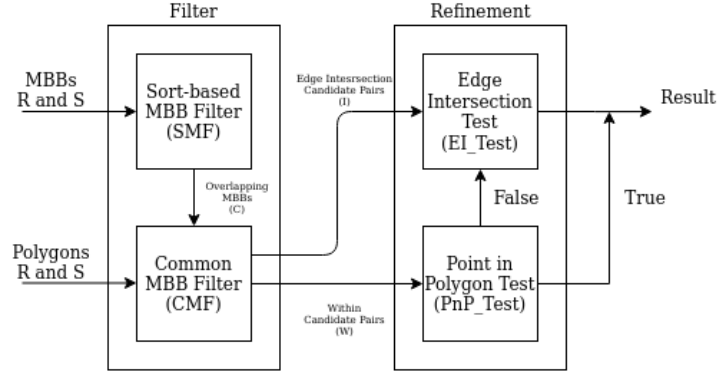 Filter
Refinement
MBBs
R and S
Sort-based
MBB Filter
(SMF)
Edge Intesrsection
Candidate Pairs
(I)
Edge
Intersection
Test
(EI_Test)
Result
Overlapping
MBBs
(C)
False
True
Polygons
R and S
Common
MBB Filter
(CMF)
Within
Candidate Pairs
(W)
Point in
Polygon Test
(PnP_Test)